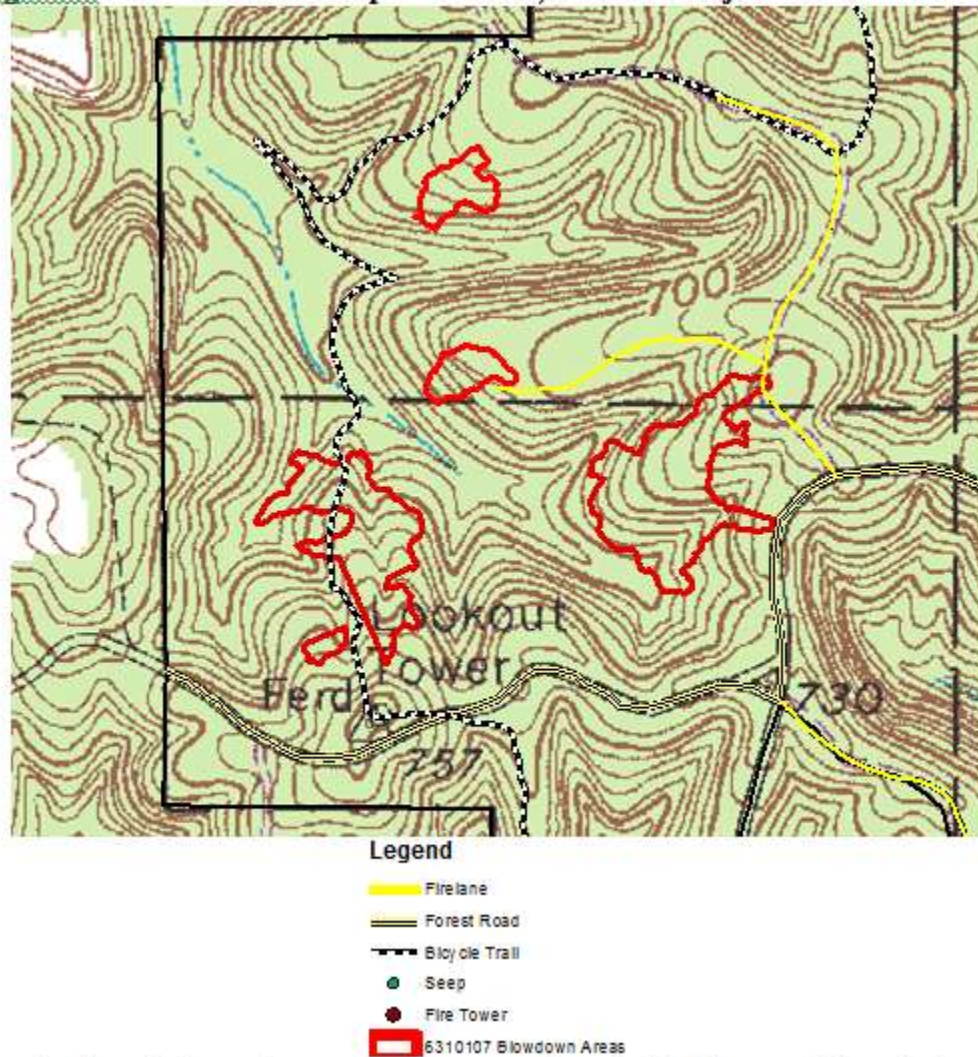 700
Lookout
Tower
Ferd
730
757
Legend
Firelane
Forest Road
Bicycle Trail
Seep
Fire Tower
6310107 Blowdown Areas